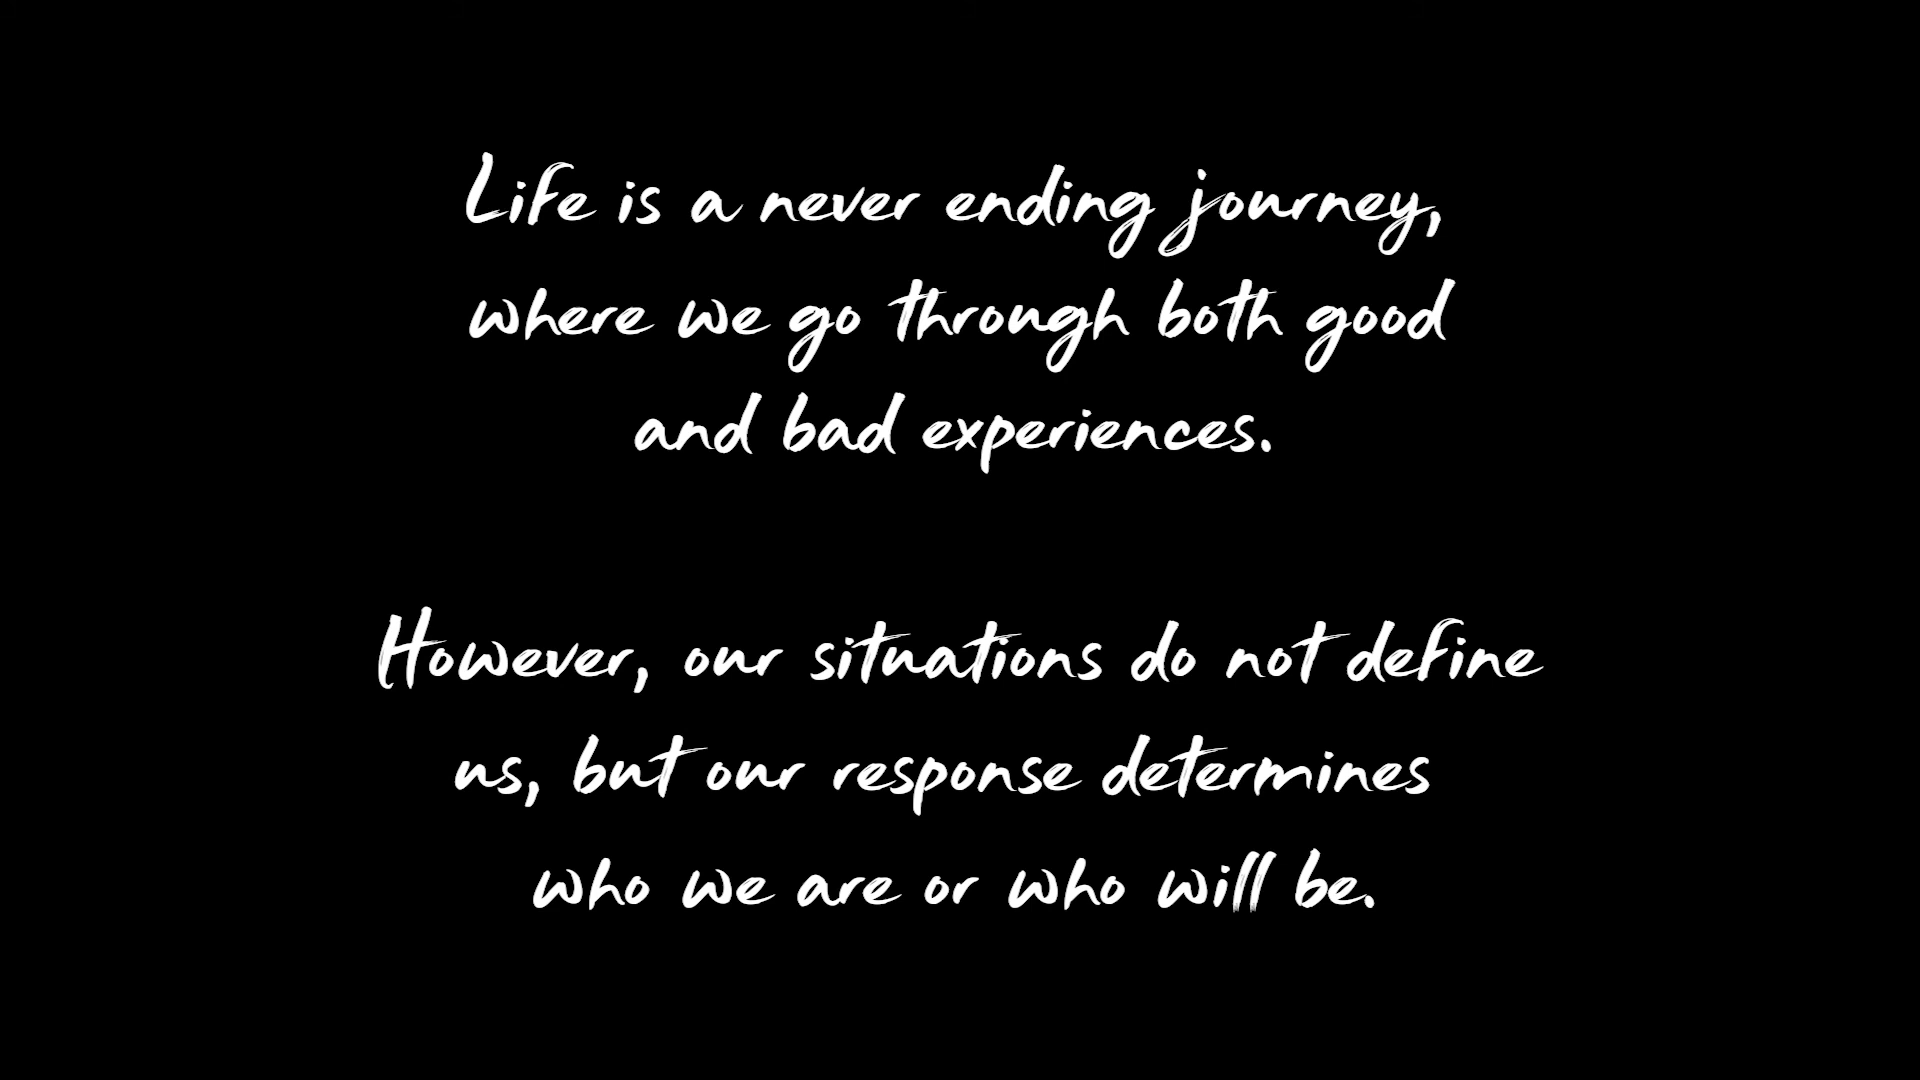 Life is a never ending journey,
where we go through both good
and bad experiences.
However, our situations do not define
us, but our response determines
who we are or who will be.